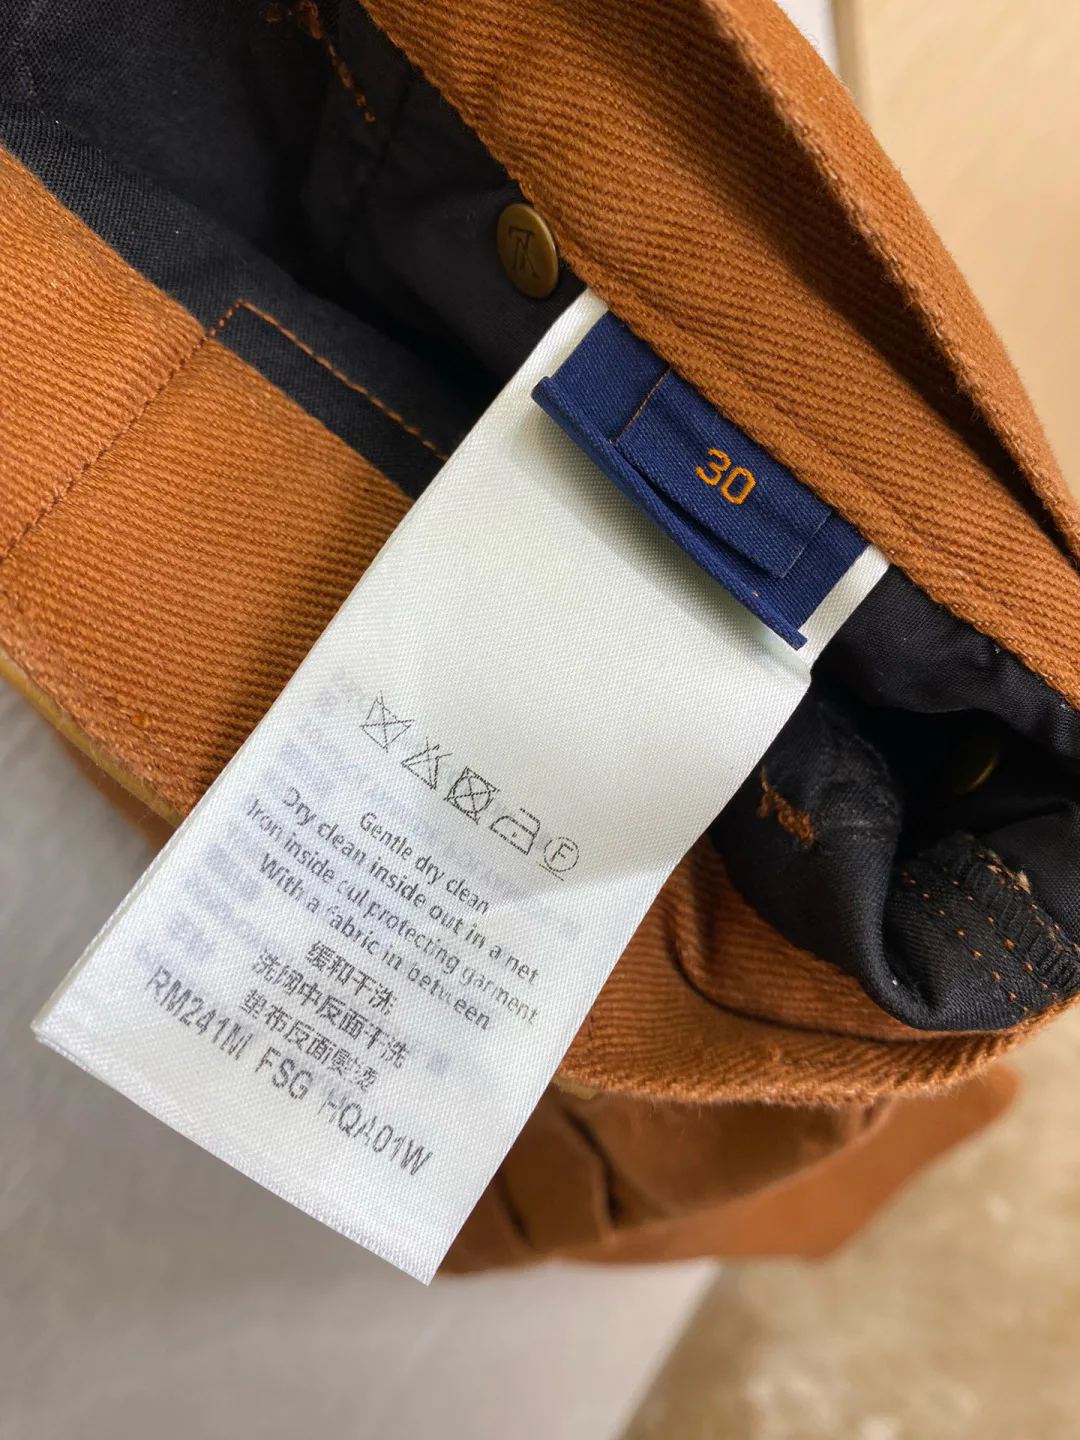 30
F
Gentle dry clean
Dry clean inside out in a net
Iron inside out protecting garment
With a fabric in between
缓和干洗
洗网中反面干洗
垫布反面熨烫
RM241M FSG HQA01W